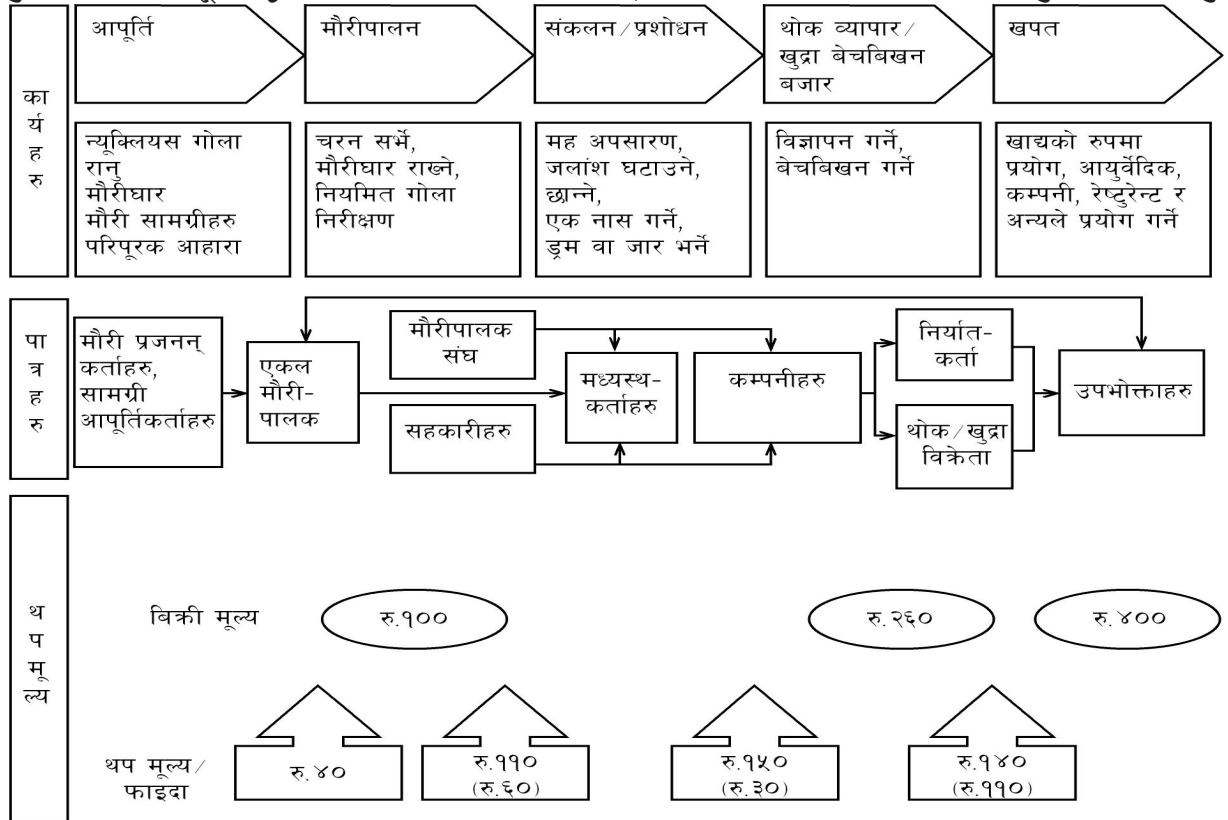 आपूर्ति
मौरीपालन
संकलन/प्रशोधन
थोक व्यापार/
खुद्रा बेचबिखन
बजार
खपत
का
र्य
ह
रु
न्यूक्लियस गोला
रानु
मौरीघार
मौरी सामग्रीहरु
परिपूरक आहारा
चरन सर्भे,
मौरीघार राख्ने,
नियमित गोला
निरीक्षण
मह अपसारण,
जलांश घटाउने,
छान्ने,
एक नास गर्ने,
ड्रम वा जार भर्ने
विज्ञापन गर्ने,
बेचबिखन गर्ने
खाद्यको रुपमा
प्रयोग, आयुर्वेदिक,
कम्पनी, रेष्टुरेन्ट र
अन्यले प्रयोग गर्ने
पा
त्र
ह
रु
मौरी प्रजनन्
कर्ताहरु,
सामग्री
आपूर्तिकर्ताहरु
एकल
मौरी-
पालक
मौरीपालक
संघ
सहकारीहरु
मध्यस्थ-
कर्ताहरु
कम्पनीहरु
निर्यात-
कर्ता
थोक/खुद्रा
विक्रेता
उपभोक्ताहरु
थ
प
मू
ल्य
बिक्री मूल्य
रु.१००
रु.२६०
रु.४००
थप मूल्य/
फाइदा
रु.४०
रु.११०
(रु.६०)
रु.१५०
(रु.३०)
रु.१४०
(रु.११०)